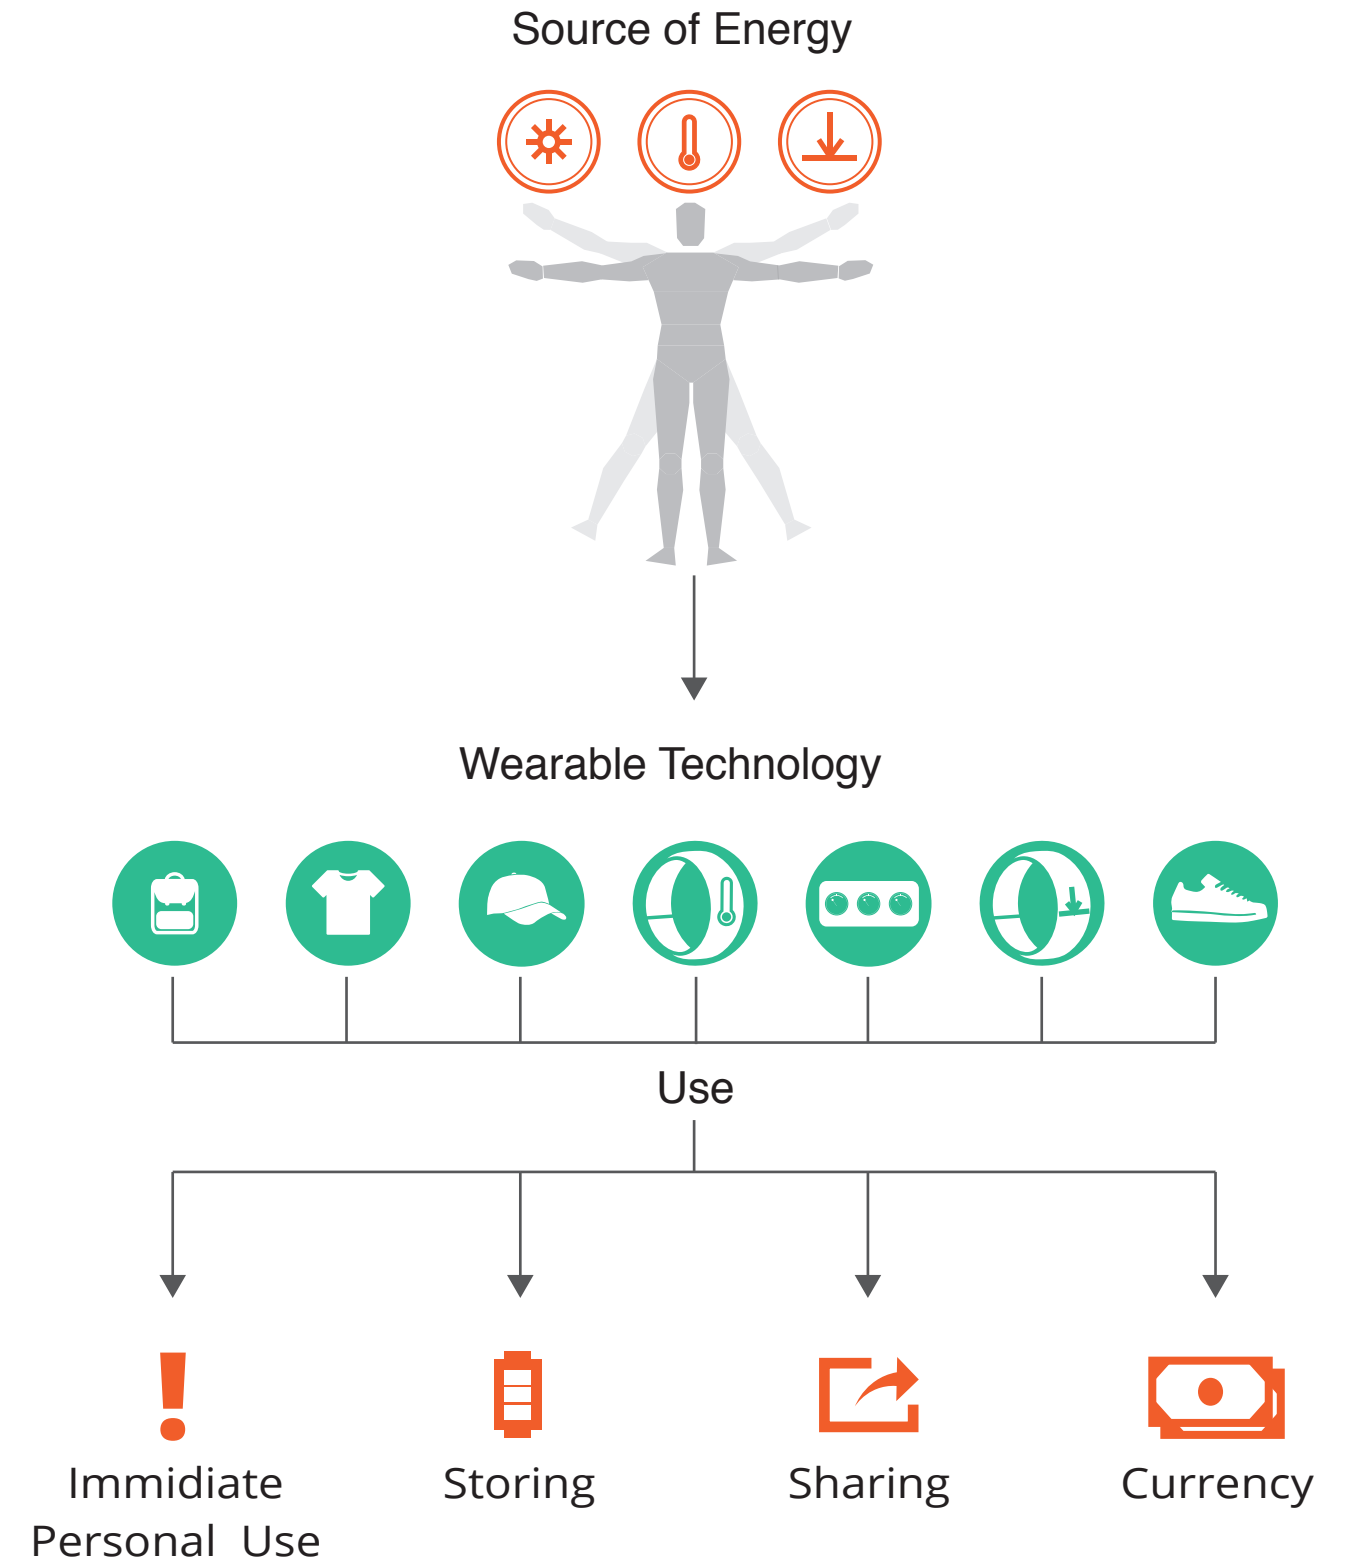 Source of Energy
Wearable Technology
Use
Immidiate
Personal Use
Storing
Sharing
Currency